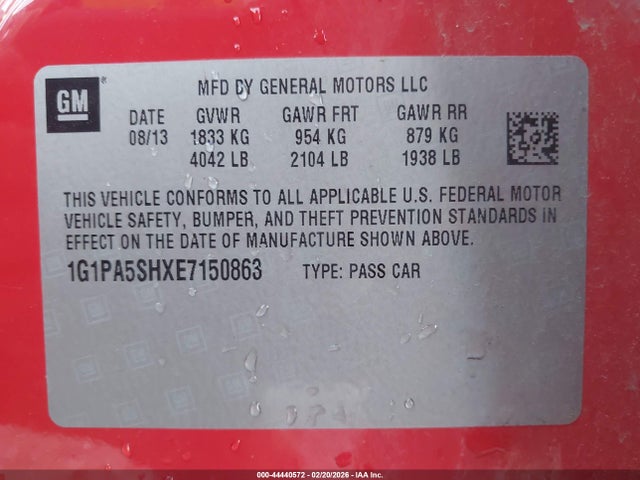 GM
MFD BY GENERAL MOTORS LLC
DATE GVWR GAWR FRT GAWR RR
08/13 1833 KG 954 KG 879 KG
4042 LB 2104 LB 1938 LB
THIS VEHICLE CONFORMS TO ALL APPLICABLE U.S. FEDERAL MOTOR
VEHICLE SAFETY, BUMPER, AND THEFT PREVENTION STANDARDS IN
EFFECT ON THE DATE OF MANUFACTURE SHOWN ABOVE.
1G1PA5SHXE7150863 TYPE: PASS CAR
000-44440572 - 02/20/2026 - IAA Inc.